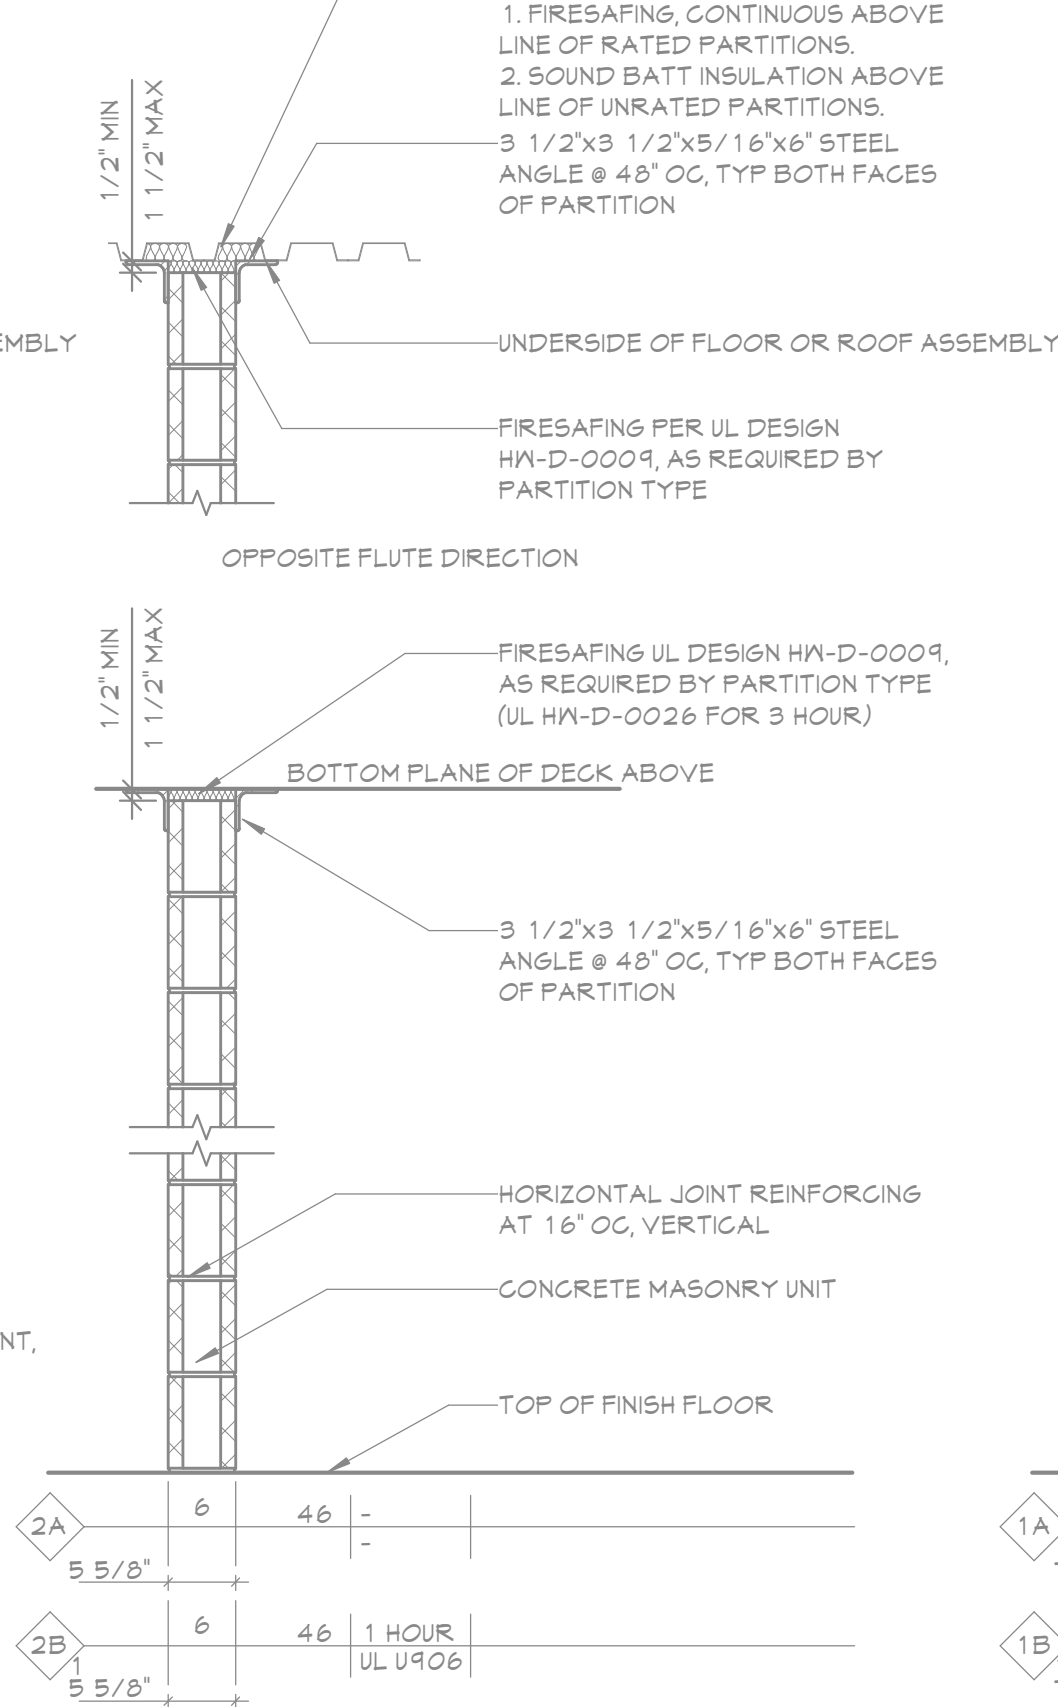 1. FIRESAFING, CONTINUOUS ABOVE
LINE OF RATED PARTITIONS.
2. SOUND BATT INSULATION ABOVE
LINE OF UNRATED PARTITIONS.
1/2" MIN
1 1/2" MAX
3 1/2"x3 1/2"x5/16"x6" STEEL
ANGLE @ 48" OC, TYP BOTH FACES
OF PARTITION
EMBLY
UNDERSIDE OF FLOOR OR ROOF ASSEMBLY
FIRESAFING PER UL DESIGN
HW-D-0009, AS REQUIRED BY
PARTITION TYPE
OPPOSITE FLUTE DIRECTION
1/2" MIN
1 1/2" MAX
FIRESAFING UL DESIGN HW-D-0009,
AS REQUIRED BY PARTITION TYPE
(UL HW-D-0026 FOR 3 HOUR)
BOTTOM PLANE OF DECK ABOVE
3 1/2"x3 1/2"x5/16"x6" STEEL
ANGLE @ 48" OC, TYP BOTH FACES
OF PARTITION
HORIZONTAL JOINT REINFORCING
AT 16" OC, VERTICAL
CONCRETE MASONRY UNIT
NT,
TOP OF FINISH FLOOR
2A 6 46 -
-
5 5/8"
1A
2B 6 46 1 HOUR
UL U906
1
5 5/8"
1B